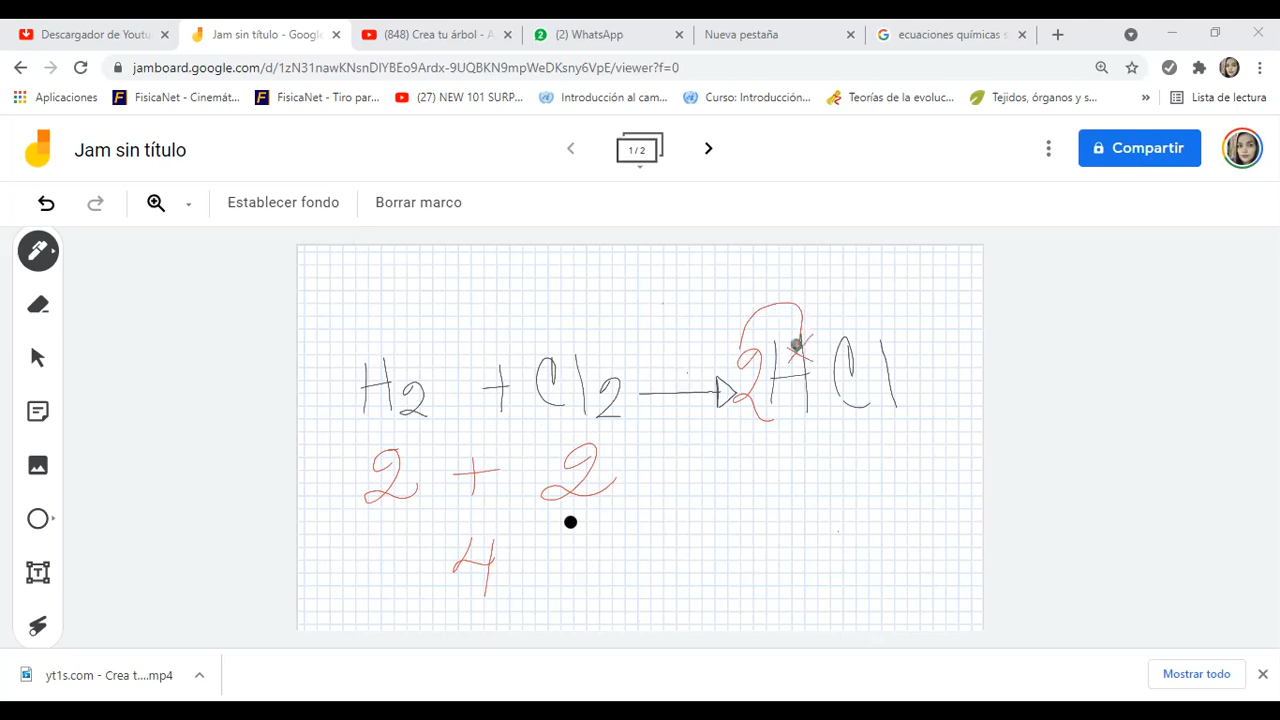 Descargador de Youtu
Jam sin título - Google
(848) Crea tu árbol - A
(2) WhatsApp
Nueva pestaña
ecuaciones químicas s
jamboard.google.com/d/1zN31nawKNsnDIYBEo9Ardx-9UQBKN9mpWeDKsny6VpE/viewer?f=0
Aplicaciones
FisicaNet - Cinemát...
FisicaNet - Tiro par...
(27) NEW 101 SURP...
Introducción al cam...
Curso: Introducción...
Teorías de la evoluc...
Tejidos, órganos y s...
»
Lista de lectura
Jam sin título
1 / 2
Compartir
Establecer fondo
Borrar marco
H2 + Cl2 → 2HCl
2 + 2
4
yt1s.com - Crea t....mp4
Mostrar todo